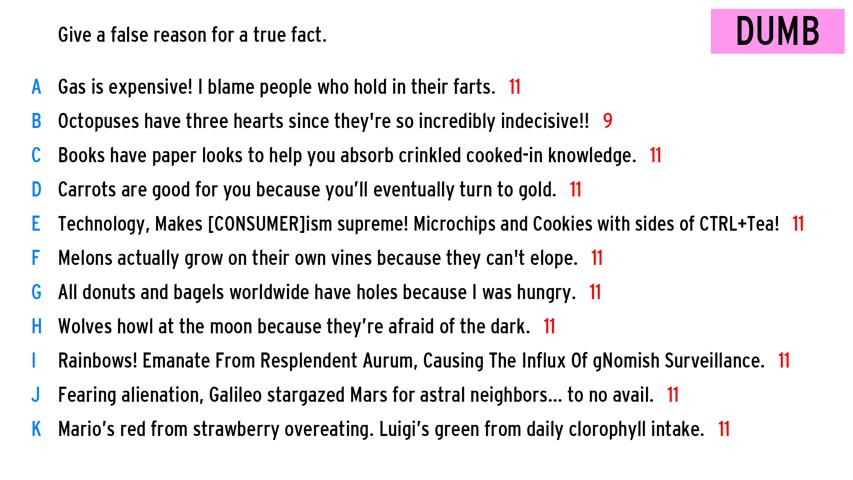 Give a false reason for a true fact.
DUMB
A Gas is expensive! I blame people who hold in their farts. 11
B Octopuses have three hearts since they're so incredibly indecisive!! 9
C Books have paper looks to help you absorb crinkled cooked-in knowledge. 11
D Carrots are good for you because you’ll eventually turn to gold. 11
E Technology, Makes [CONSUMER]ism supreme! Microchips and Cookies with sides of CTRL+Tea! 11
F Melons actually grow on their own vines because they can't elope. 11
G All donuts and bagels worldwide have holes because I was hungry. 11
H Wolves howl at the moon because they’re afraid of the dark. 11
I Rainbows! Emanate From Resplendent Aurum, Causing The Influx Of gNomish Surveillance. 11
J Fearing alienation, Galileo stargazed Mars for astral neighbors... to no avail. 11
K Mario’s red from strawberry overeating. Luigi’s green from daily clorophyll intake. 11